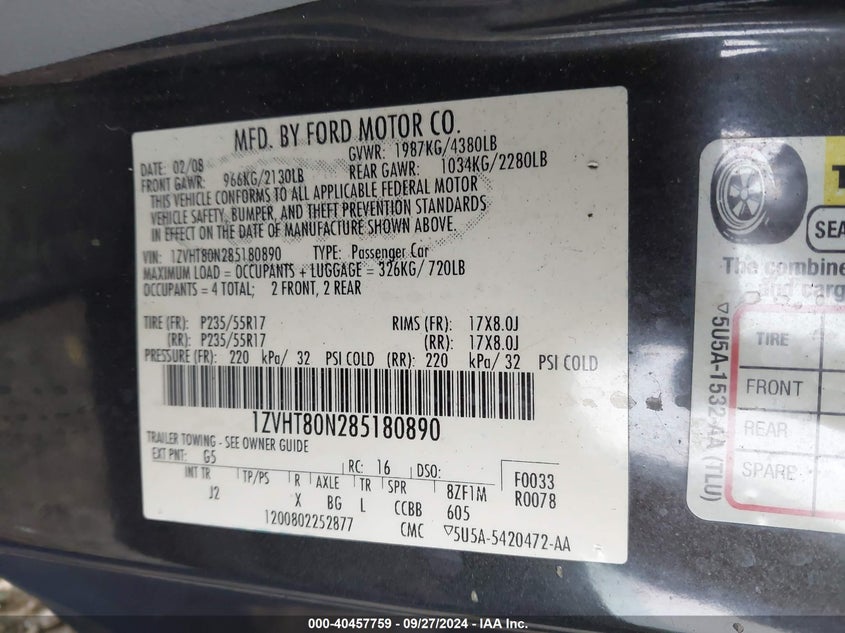 MFD. BY FORD MOTOR CO.
DATE: 02/08 GVWR: 1987KG/4380LB
FRONT GAWR: 966KG/2130LB REAR GAWR: 1034KG/2280LB
THIS VEHICLE CONFORMS TO ALL APPLICABLE FEDERAL MOTOR
VEHICLE SAFETY, BUMPER, AND THEFT PREVENTION STANDARDS
IN EFFECT ON THE DATE OF MANUFACTURE SHOWN ABOVE.
VIN: 1ZVHT80N285180890 TYPE: Passenger Car
MAXIMUM LOAD = OCCUPANTS + LUGGAGE = 326KG/ 720LB
OCCUPANTS = 4 TOTAL; 2 FRONT, 2 REAR
TIRE (FR): P235/55R17 RIMS (FR): 17X8.0J
(RR): P235/55R17 (RR): 17X8.0J
PRESSURE (FR): 220 kPa/ 32 PSI COLD (RR): 220 kPa/ 32 PSI COLD
1ZVHT80N285180890
TRAILER TOWING - SEE OWNER GUIDE
EXT PNT: G5 RC: 16 DSO: F0033
INT TR TP/PS R AXLE TR SPR 8ZF1M R0078
J2 X BG L CCBB 605
1200802252877 CMC ▽5U5A-5420472-AA
SEA
The combine
and carg
TIRE
FRONT
REAR
SPARE
▽5U5A-1532-AA (TLU)
000-40457759 - 09/27/2024 - IAA Inc.